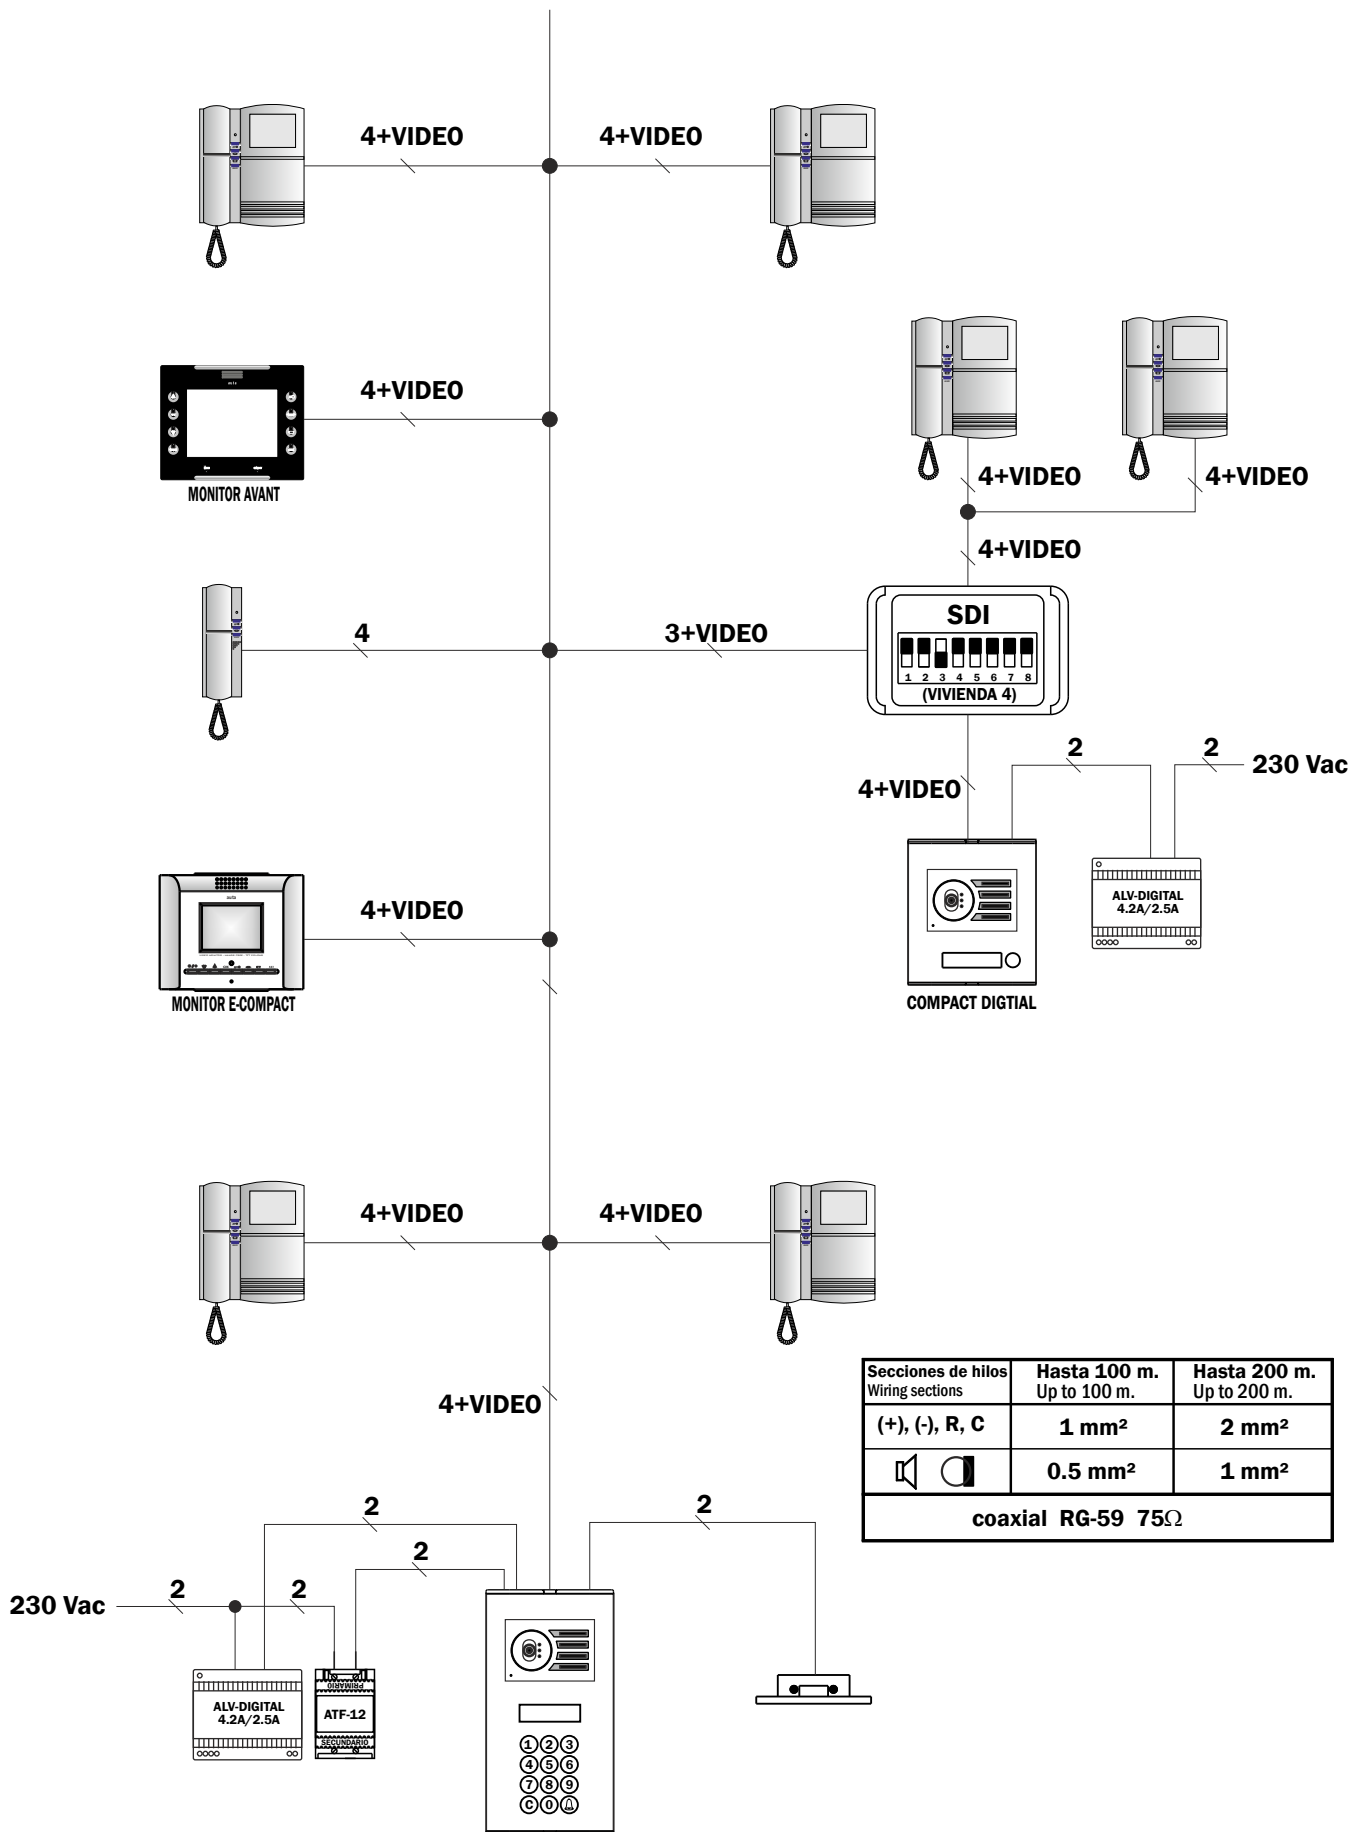 4+VIDEO
4+VIDEO
4+VIDEO
MONITOR AVANT
4+VIDEO
4+VIDEO
4+VIDEO
SDI
1 2 3 4 5 6 7 8
(VIVIENDA 4)
4
3+VIDEO
2
2
230 Vac
4+VIDEO
ALV-DIGITAL
4.2A/2.5A
COMPACT DIGTIAL
4+VIDEO
MONITOR E-COMPACT
4+VIDEO
4+VIDEO
4+VIDEO
Secciones de hilos
Wiring sections
Hasta 100 m.
Up to 100 m.
Hasta 200 m.
Up to 200 m.
(+), (-), R, C
1 mm²
2 mm²
0.5 mm²
1 mm²
coaxial RG-59 75Ω
2
2
2
230 Vac
2
2
ALV-DIGITAL
4.2A/2.5A
PRIMARIO
ATF-12
SECUNDARIO
1 2 3
4 5 6
7 8 9
C 0